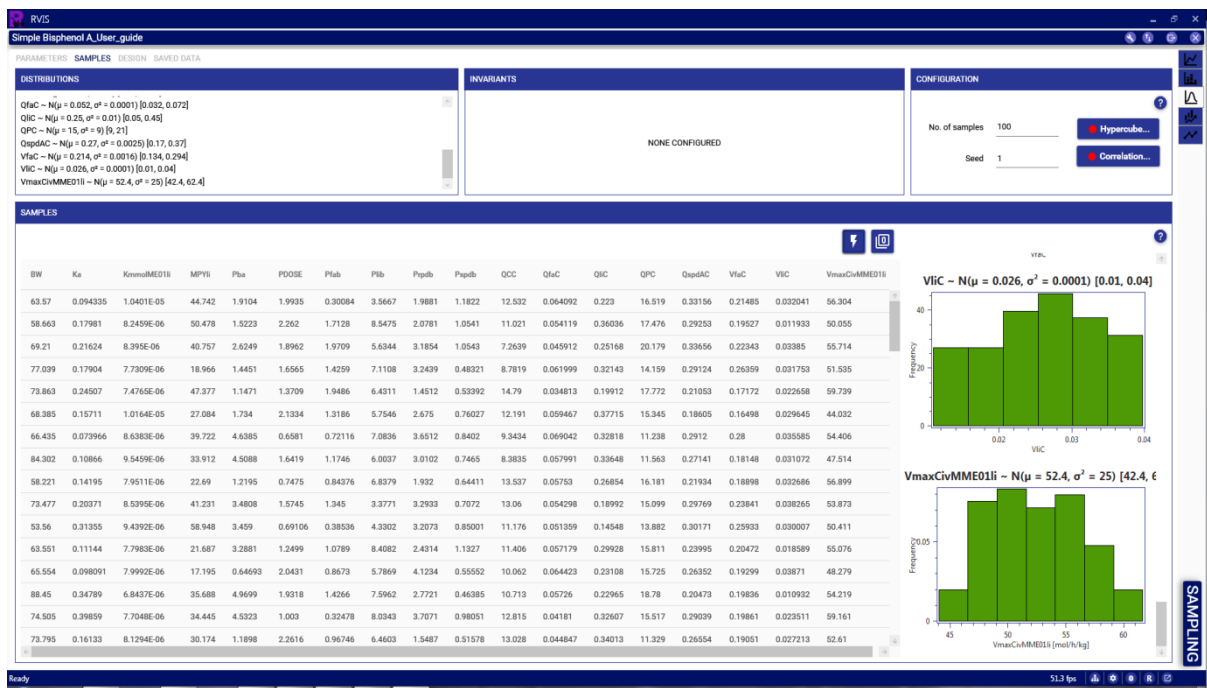 RVIS
Simple Bisphenol A_User_guide
PARAMETERS SAMPLES DESIGN SAVED DATA
DISTRIBUTIONS
QfaC ~ N(μ = 0.052, σ² = 0.0001) [0.032, 0.072]
QliC ~ N(μ = 0.25, σ² = 0.01) [0.05, 0.45]
QPC ~ N(μ = 15, σ² = 9) [9, 21]
QspdAC ~ N(μ = 0.27, σ² = 0.0025) [0.17, 0.37]
VfaC ~ N(μ = 0.214, σ² = 0.0016) [0.134, 0.294]
VliC ~ N(μ = 0.026, σ² = 0.0001) [0.01, 0.04]
VmaxCivMME01li ~ N(μ = 52.4, σ² = 25) [42.4, 62.4]
INVARIANTS
NONE CONFIGURED
CONFIGURATION
No. of samples 100
Hypercube...
Seed 1
Correlation...
SAMPLES
BW Ka KmmolME01li MPYli Pba PDOSE Pfab Plib Prpdb Pspdb QCC QfaC QliC QPC QspdAC VfaC VliC VmaxCivMME01li
63.57 0.094335 1.0401E-05 44.742 1.9104 1.9935 0.30084 3.5667 1.9881 1.1822 12.532 0.064092 0.223 16.519 0.33156 0.21485 0.032041 56.304
58.663 0.17981 8.2459E-06 50.478 1.5223 2.262 1.7128 8.5475 2.0781 1.0541 11.021 0.054119 0.36036 17.476 0.29253 0.19527 0.011933 50.055
69.21 0.21624 8.395E-06 40.757 2.6249 1.8962 1.9709 5.6344 3.1854 1.0543 7.2639 0.045912 0.25168 20.179 0.33656 0.22343 0.03385 55.714
77.039 0.17904 7.7309E-06 18.966 1.4451 1.6565 1.4259 7.1108 3.2439 0.48321 8.7819 0.061999 0.32143 14.159 0.29124 0.26359 0.031753 51.535
73.863 0.24507 7.4765E-06 47.377 1.1471 1.3709 1.9486 6.4311 1.4512 0.53392 14.79 0.034813 0.19912 17.772 0.21053 0.17172 0.022658 59.739
68.385 0.15711 1.0164E-05 27.084 1.734 2.1334 1.3186 5.7546 2.675 0.76027 12.191 0.059467 0.37715 15.345 0.18605 0.16498 0.029645 44.032
66.435 0.073966 8.6383E-06 39.722 4.6385 0.6581 0.72116 7.0836 3.6512 0.8402 9.3434 0.069042 0.32818 11.238 0.2912 0.28 0.035585 54.406
84.302 0.10866 9.5459E-06 33.912 4.5088 1.6419 1.1746 6.0037 3.0102 0.7465 8.3835 0.057991 0.33648 11.563 0.27141 0.18148 0.031072 47.514
58.221 0.14195 7.9511E-06 22.69 1.2195 0.7475 0.84376 6.8379 1.932 0.64411 13.537 0.05753 0.26854 16.181 0.21934 0.18898 0.032686 56.899
73.477 0.20371 8.5395E-06 41.231 3.4808 1.5745 1.345 3.3771 3.2933 0.7072 13.06 0.054298 0.18992 15.099 0.29769 0.23841 0.038265 53.873
53.56 0.31355 9.4392E-06 58.948 3.459 0.69106 0.38536 4.3302 3.2073 0.85001 11.176 0.051359 0.14548 13.882 0.30171 0.25933 0.030007 50.411
63.551 0.11144 7.7983E-06 21.687 3.2881 1.2499 1.0789 8.4082 2.4314 1.1327 11.406 0.057179 0.29928 15.811 0.23995 0.20472 0.018589 55.076
65.554 0.098091 7.9992E-06 17.195 0.64693 2.0431 0.8673 5.7869 4.1234 0.55552 10.062 0.064423 0.23108 15.725 0.26352 0.19299 0.03871 48.279
88.45 0.34789 6.8437E-06 35.688 4.9699 1.9318 1.4266 7.5962 2.7721 0.46385 10.713 0.05726 0.22965 18.78 0.20473 0.19836 0.010932 54.219
74.505 0.39859 7.7048E-06 34.445 4.5323 1.003 0.32478 8.0343 3.7071 0.98051 12.815 0.04181 0.32607 15.517 0.29039 0.19861 0.023511 59.161
73.795 0.16133 8.1294E-06 30.174 1.1898 2.2616 0.96746 6.4603 1.5487 0.51578 13.028 0.044847 0.34013 11.329 0.26554 0.19051 0.027213 52.61
VliC ~ N(μ = 0.026, σ² = 0.0001) [0.01, 0.04]
40
20
0
Frequency
0.02 0.03 0.04
VliC
VmaxCivMME01li ~ N(μ = 52.4, σ² = 25) [42.4, 6
0.05
0
Frequency
45 50 55 60
VmaxCivMME01li [mol/h/kg]
SAMPLING
Ready
51.3 fps